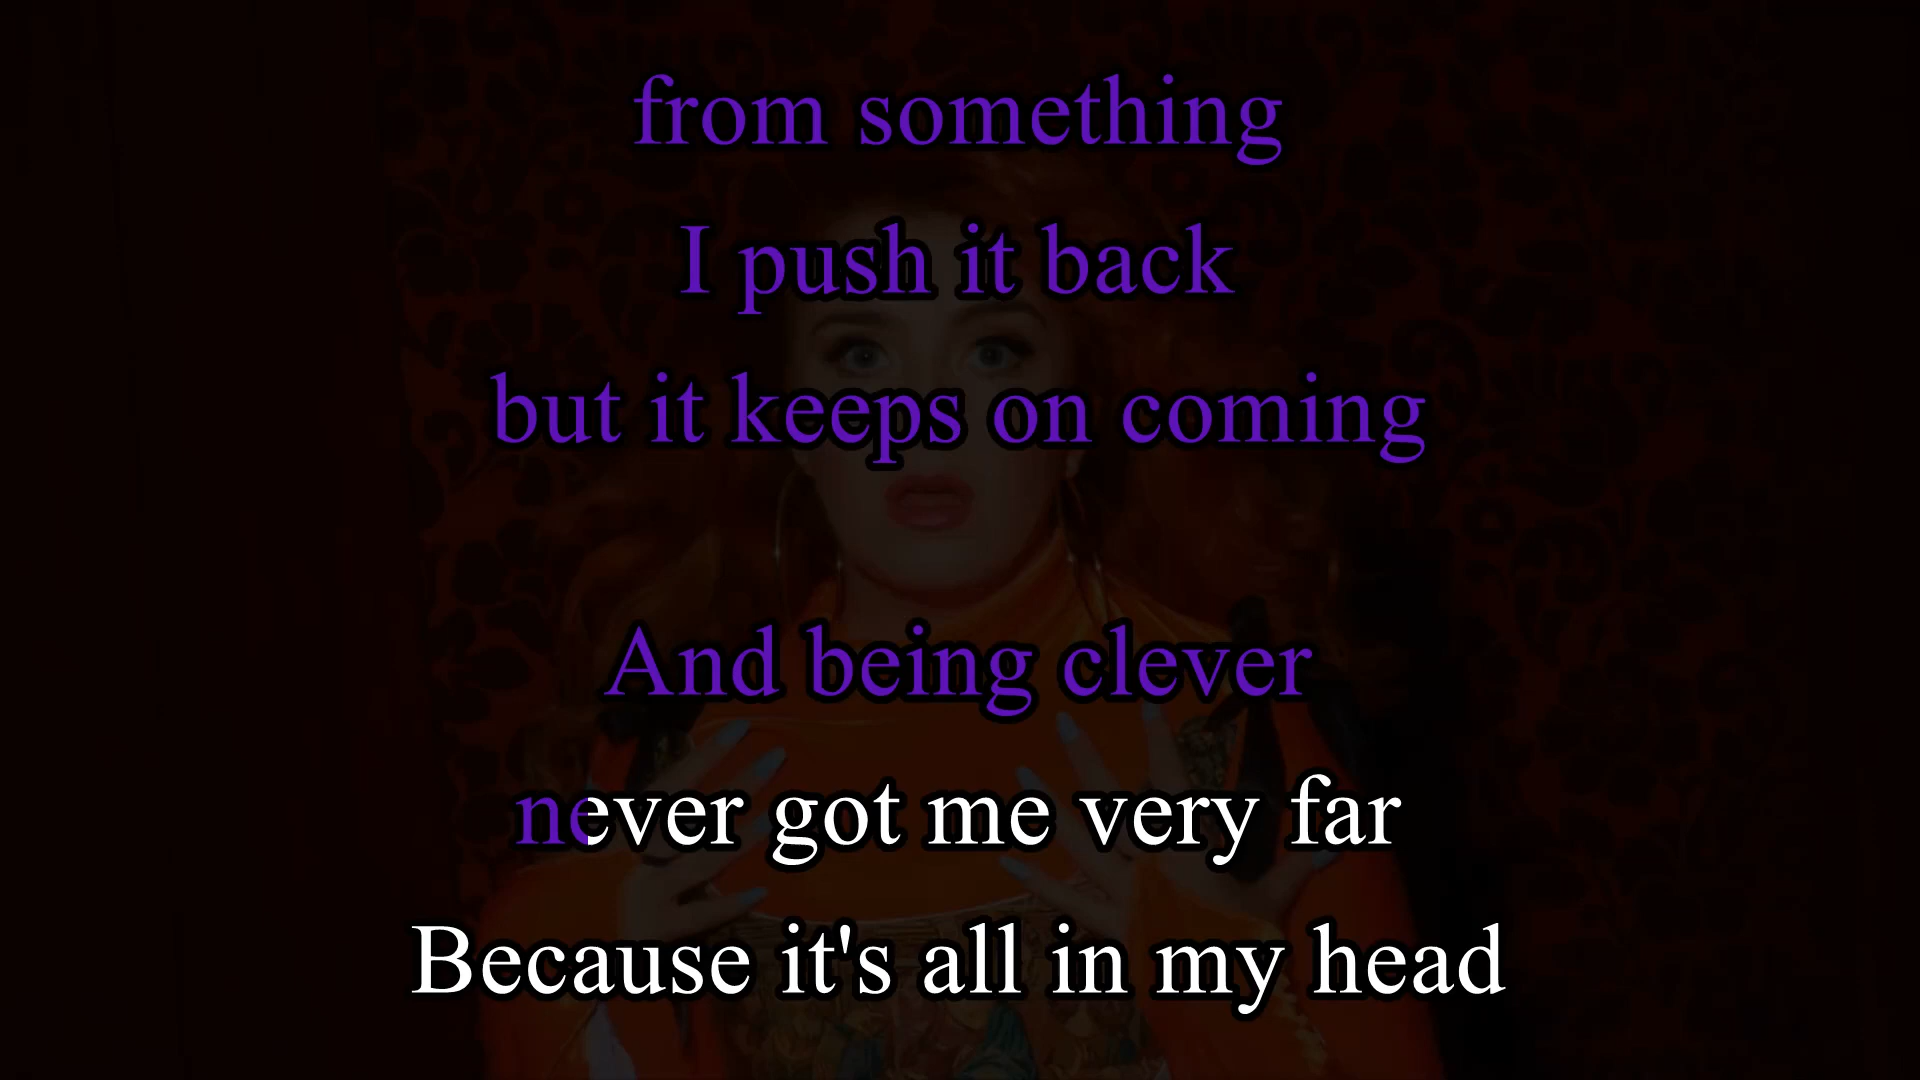 from something
I push it back
but it keeps on coming
And being clever
never got me very far
Because it's all in my head